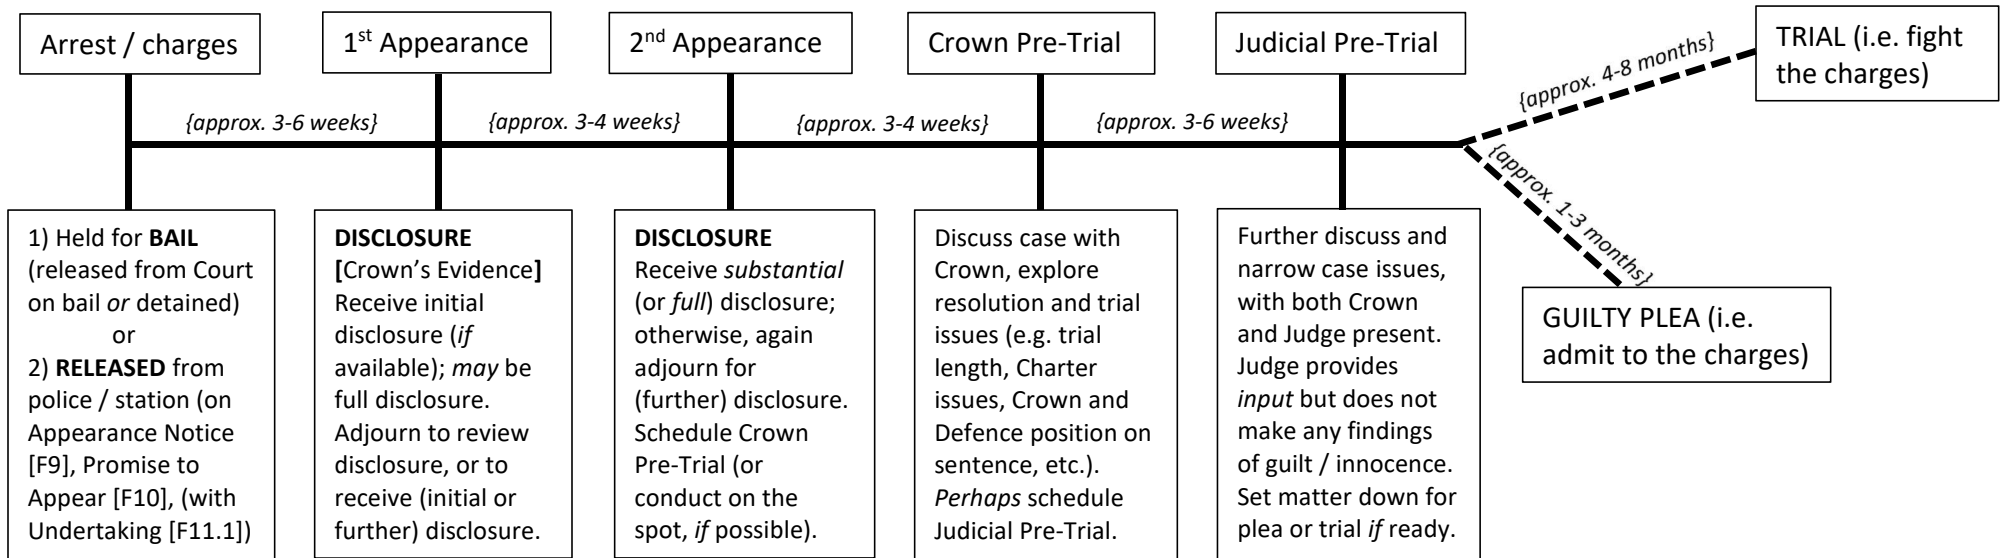 Arrest / charges
1st Appearance
2nd Appearance
Crown Pre-Trial
Judicial Pre-Trial
TRIAL (i.e. fight
the charges)
{approx. 3-6 weeks}
{approx. 3-4 weeks}
{approx. 3-4 weeks}
{approx. 3-6 weeks}
{approx. 4-8 months}
{approx. 1-3 months}
GUILTY PLEA (i.e.
admit to the charges)
1) Held for BAIL
(released from Court
on bail or detained)
or
2) RELEASED from
police / station (on
Appearance Notice
[F9], Promise to
Appear [F10], (with
Undertaking [F11.1])
DISCLOSURE
[Crown’s Evidence]
Receive initial
disclosure (if
available); may be
full disclosure.
Adjourn to review
disclosure, or to
receive (initial or
further) disclosure.
DISCLOSURE
Receive substantial
(or full) disclosure;
otherwise, again
adjourn for
(further) disclosure.
Schedule Crown
Pre-Trial (or
conduct on the
spot, if possible).
Discuss case with
Crown, explore
resolution and trial
issues (e.g. trial
length, Charter
issues, Crown and
Defence position on
sentence, etc.).
Perhaps schedule
Judicial Pre-Trial.
Further discuss and
narrow case issues,
with both Crown
and Judge present.
Judge provides
input but does not
make any findings
of guilt / innocence.
Set matter down for
plea or trial if ready.